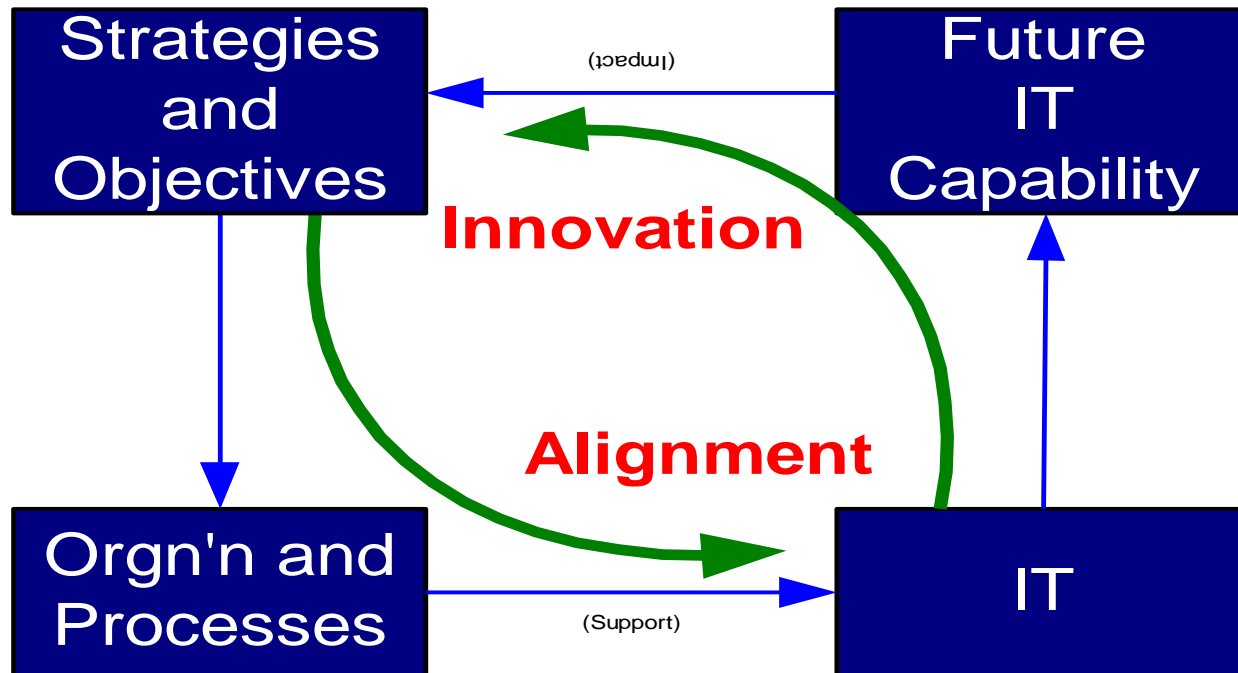 Strategies
and
Objectives
(Impact)
Future
IT
Capability
Innovation
Alignment
Orgn'n and
Processes
(Support)
IT